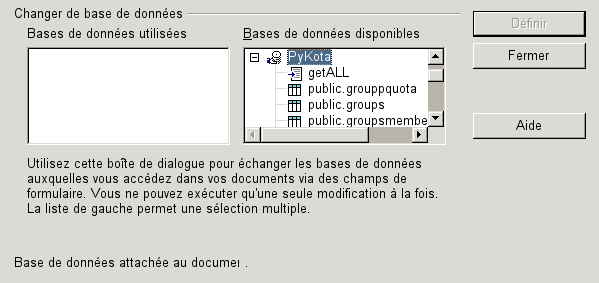 Changer de base de données
Bases de données utilisées
Bases de données disponibles
PyKota
getALL
public.grouppquota
public.groups
public.groupsmembe
Définir
Fermer
Aide
Utilisez cette boîte de dialogue pour échanger les bases de données
auxquelles vous accédez dans vos documents via des champs de
formulaire. Vous ne pouvez exécuter qu'une seule modification à la fois.
La liste de gauche permet une sélection multiple.
Base de données attachée au documei .